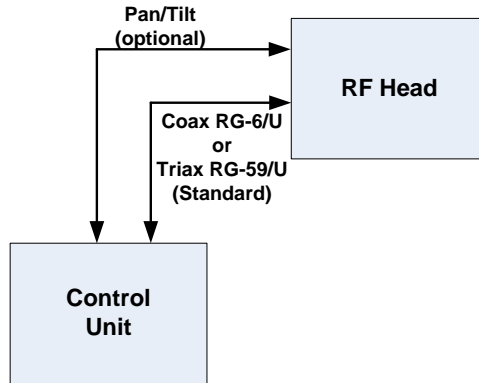 Pan/Tilt
(optional)
RF Head
Coax RG-6/U
or
Triax RG-59/U
(Standard)
Control
Unit